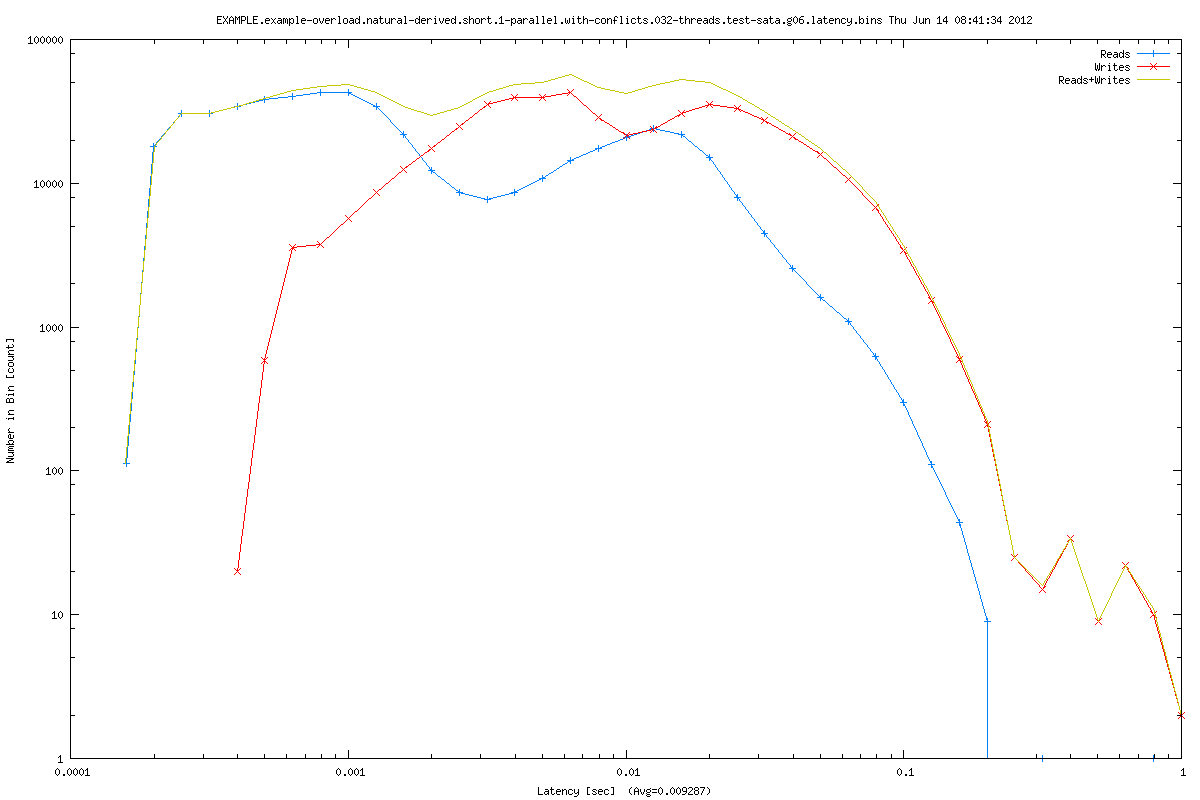 EXAMPLE.example-overload.natural-derived.short.1-parallel.with-conflicts.032-threads.test-sata.g06.latency.bins Thu Jun 14 08:41:34 2012
Reads
Writes
Reads+Writes
100000
10000
1000
100
10
1
Number in Bin [count]
0.0001 0.001 0.01 0.1 1
Latency [sec] (Avg=0.009287)